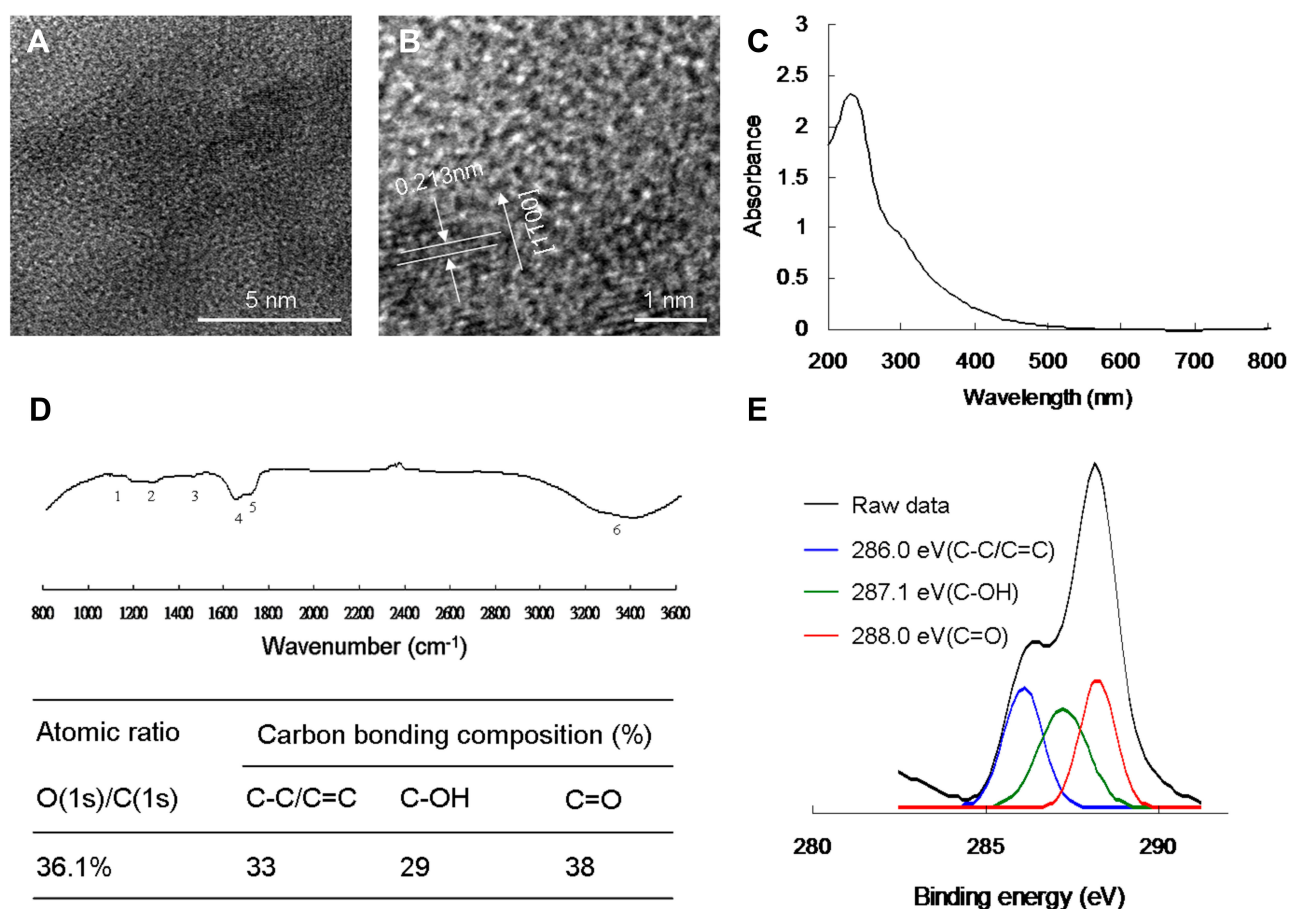 A
5 nm
B
0.213nm
[1100]
1 nm
C
3
2.5
2
1.5
1
0.5
0
Absorbance
200 300 400 500 600 700 800
Wavelength (nm)
D
1 2 3 4 5 6
800 1000 1200 1400 1600 1800 2000 2200 2400 2600 2800 3000 3200 3400 3600
Wavenumber (cm-1)
Atomic ratio Carbon bonding composition (%)
O(1s)/C(1s) C-C/C=C C-OH C=O
36.1% 33 29 38
E
Raw data
286.0 eV(C-C/C=C)
287.1 eV(C-OH)
288.0 eV(C=O)
280 285 290
Binding energy (eV)